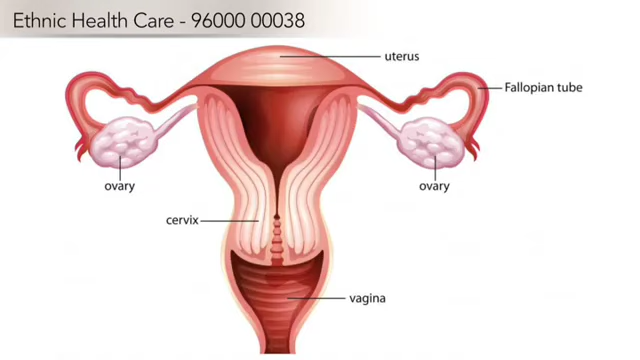 Ethnic Health Care - 96000 00038
uterus
Fallopian tube
ovary
ovary
cervix
vagina